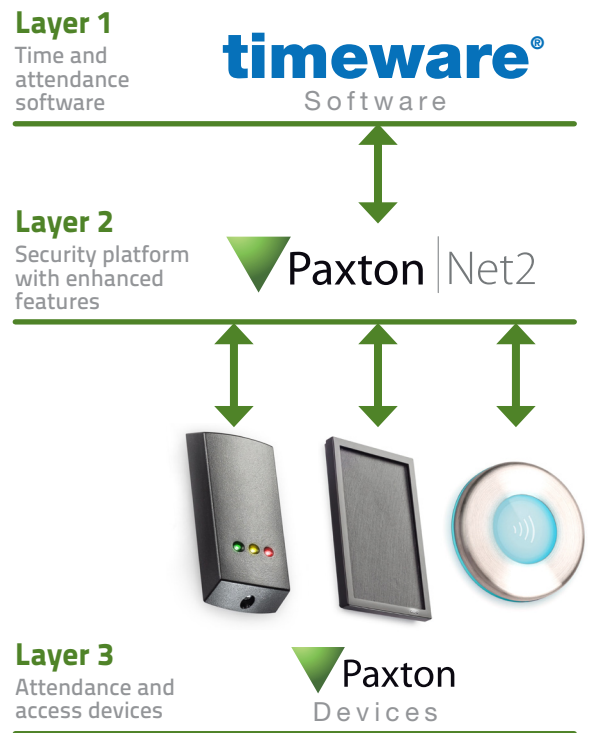 Layer 1
Time and
attendance
software
timeware®
Software
Layer 2
Security platform
with enhanced
features
Paxton | Net2
Layer 3
Attendance and
access devices
Paxton
Devices